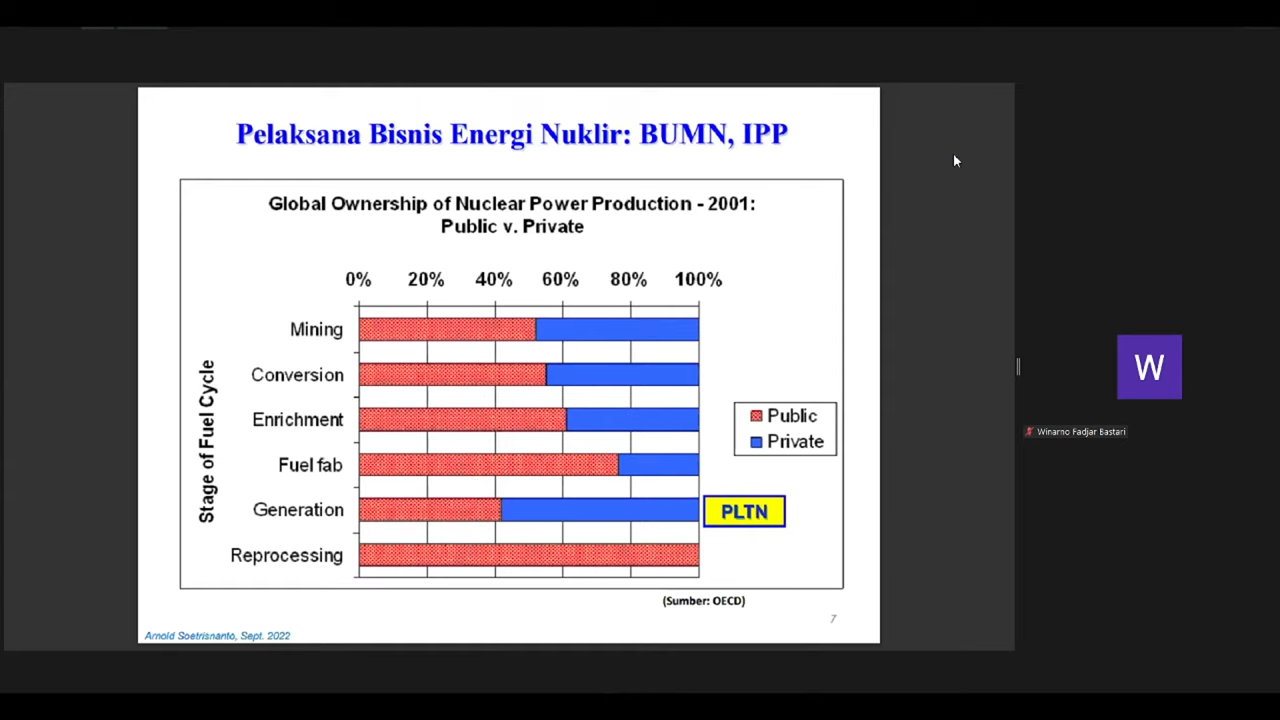 Pelaksana Bisnis Energi Nuklir: BUMN, IPP
Global Ownership of Nuclear Power Production - 2001:
Public v. Private
0% 20% 40% 60% 80% 100%
Stage of Fuel Cycle
Mining
Conversion
Enrichment
Fuel fab
Generation
Reprocessing
Public
Private
PLTN
(Sumber: OECD)
7
Arnold Soetrisnanto, Sept. 2022
W
Winarno Fadjar Bastari